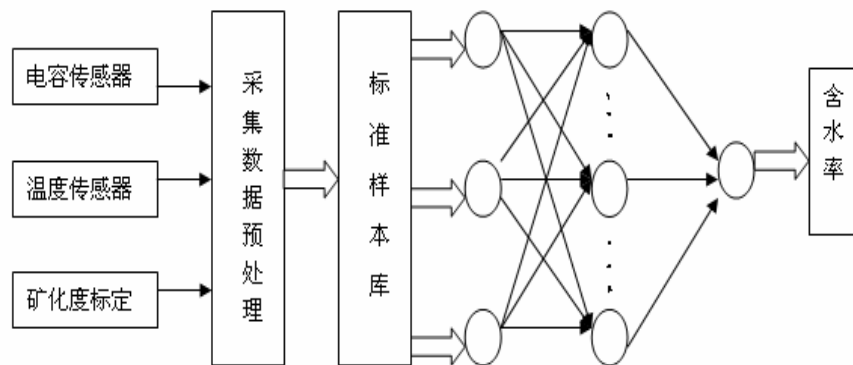 电容传感器
温度传感器
矿化度标定
采集数据预处理
标准样本库
含水率